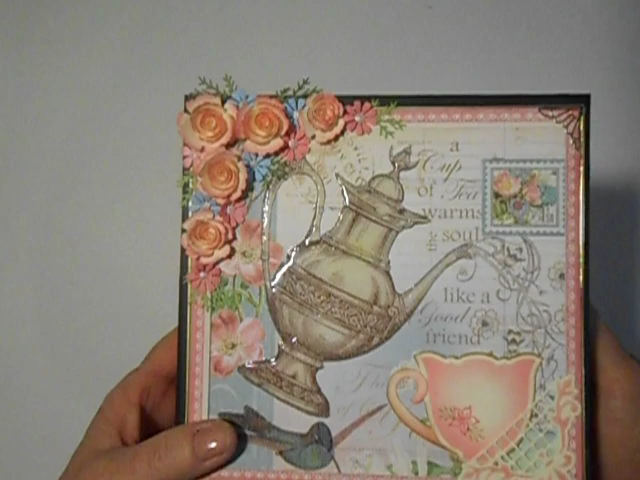 a
Cup
of Tea
warms
the soul
like a
Good
friend